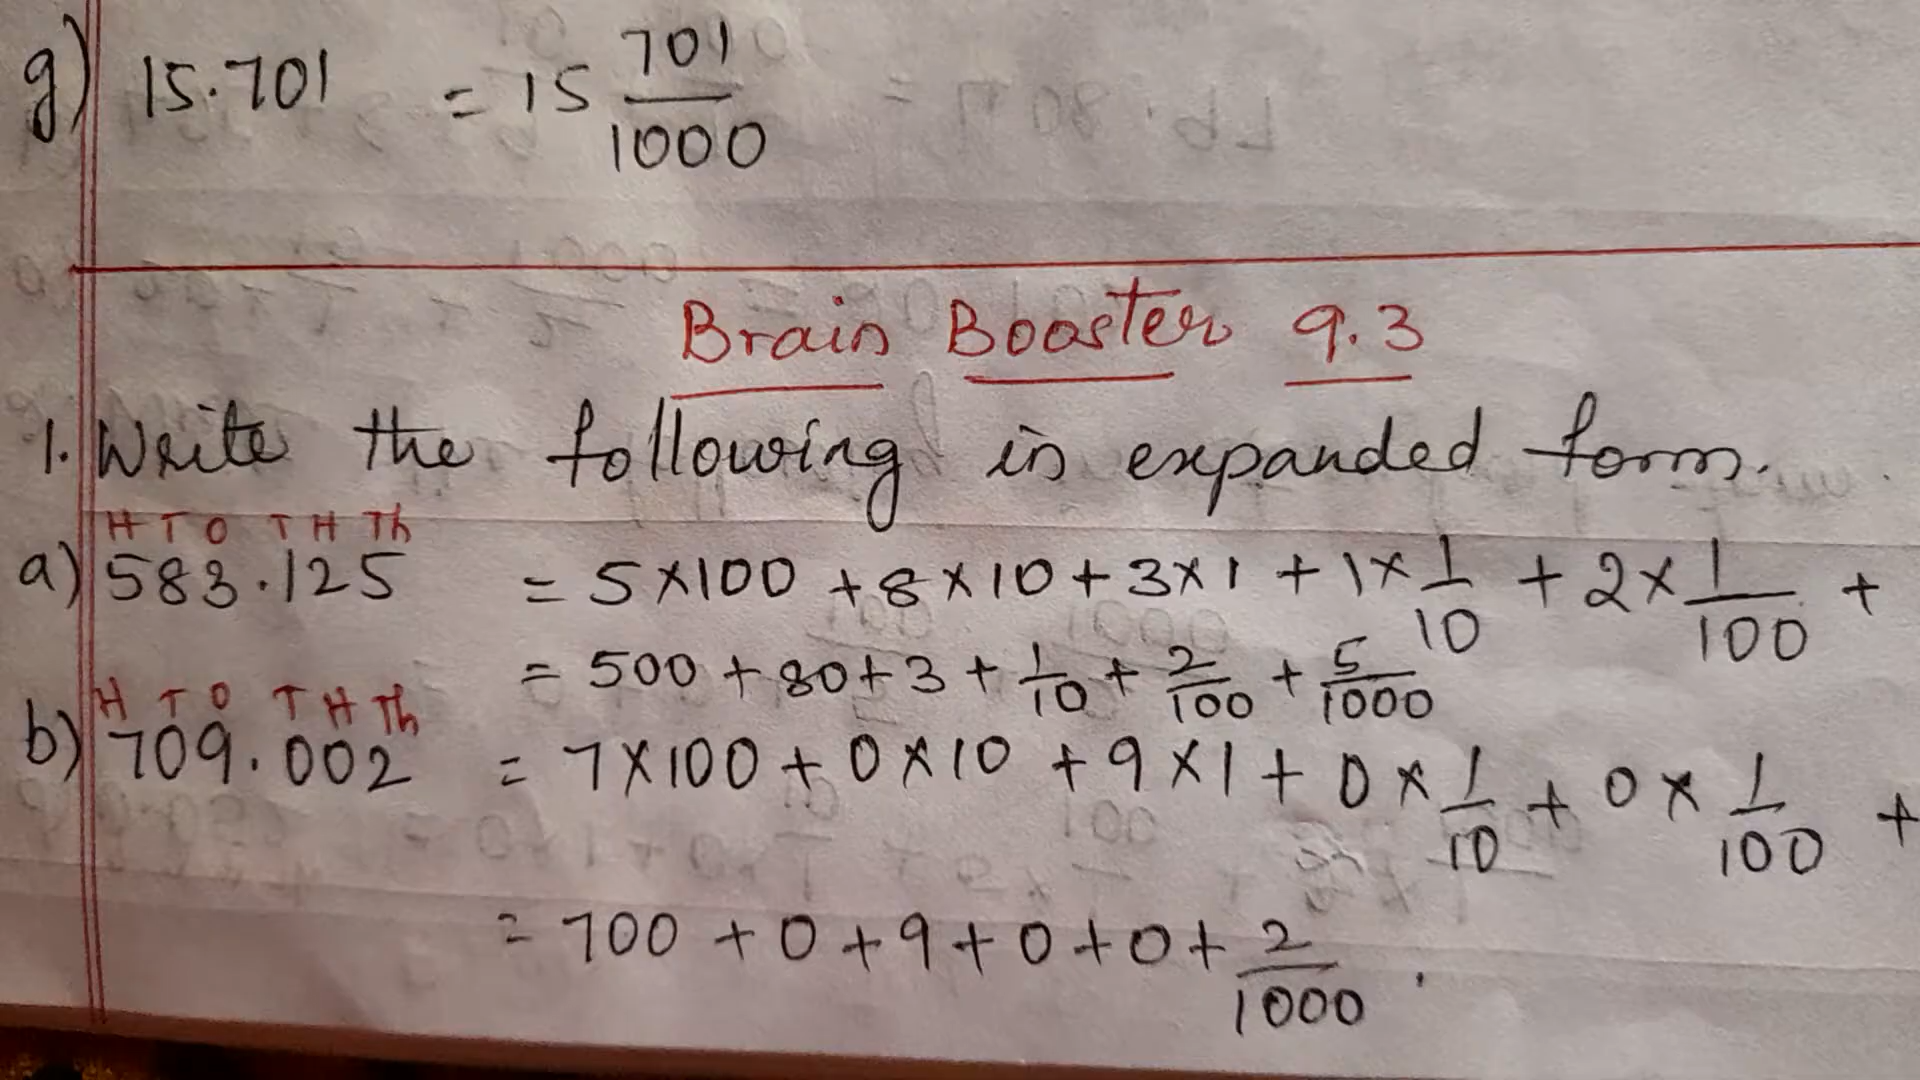 g) 15.701 = 15 701/1000
Brain Booster 9.3
1. Write the following in expanded form.
H T O T H Th
a) 583.125 = 5×100 + 8×10 + 3×1 + 1×1/10 + 2×1/100 +
= 500 + 80 + 3 + 1/10 + 2/100 + 5/1000
H T O T H Th
b) 709.002 = 7×100 + 0×10 + 9×1 + 0×1/10 + 0×1/100 +
= 700 + 0 + 9 + 0 + 0 + 2/1000 .